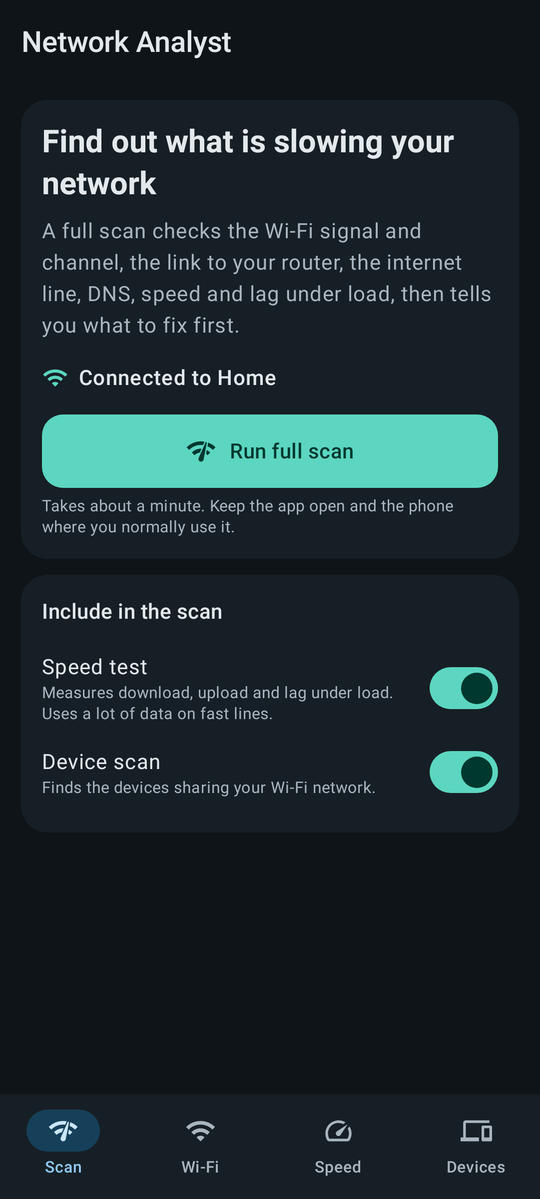 Network Analyst
Find out what is slowing your
network
A full scan checks the Wi-Fi signal and
channel, the link to your router, the internet
line, DNS, speed and lag under load, then tells
you what to fix first.
Connected to Home
Run full scan
Takes about a minute. Keep the app open and the phone
where you normally use it.
Include in the scan
Speed test
Measures download, upload and lag under load.
Uses a lot of data on fast lines.
Device scan
Finds the devices sharing your Wi-Fi network.
Scan
Wi-Fi
Speed
Devices